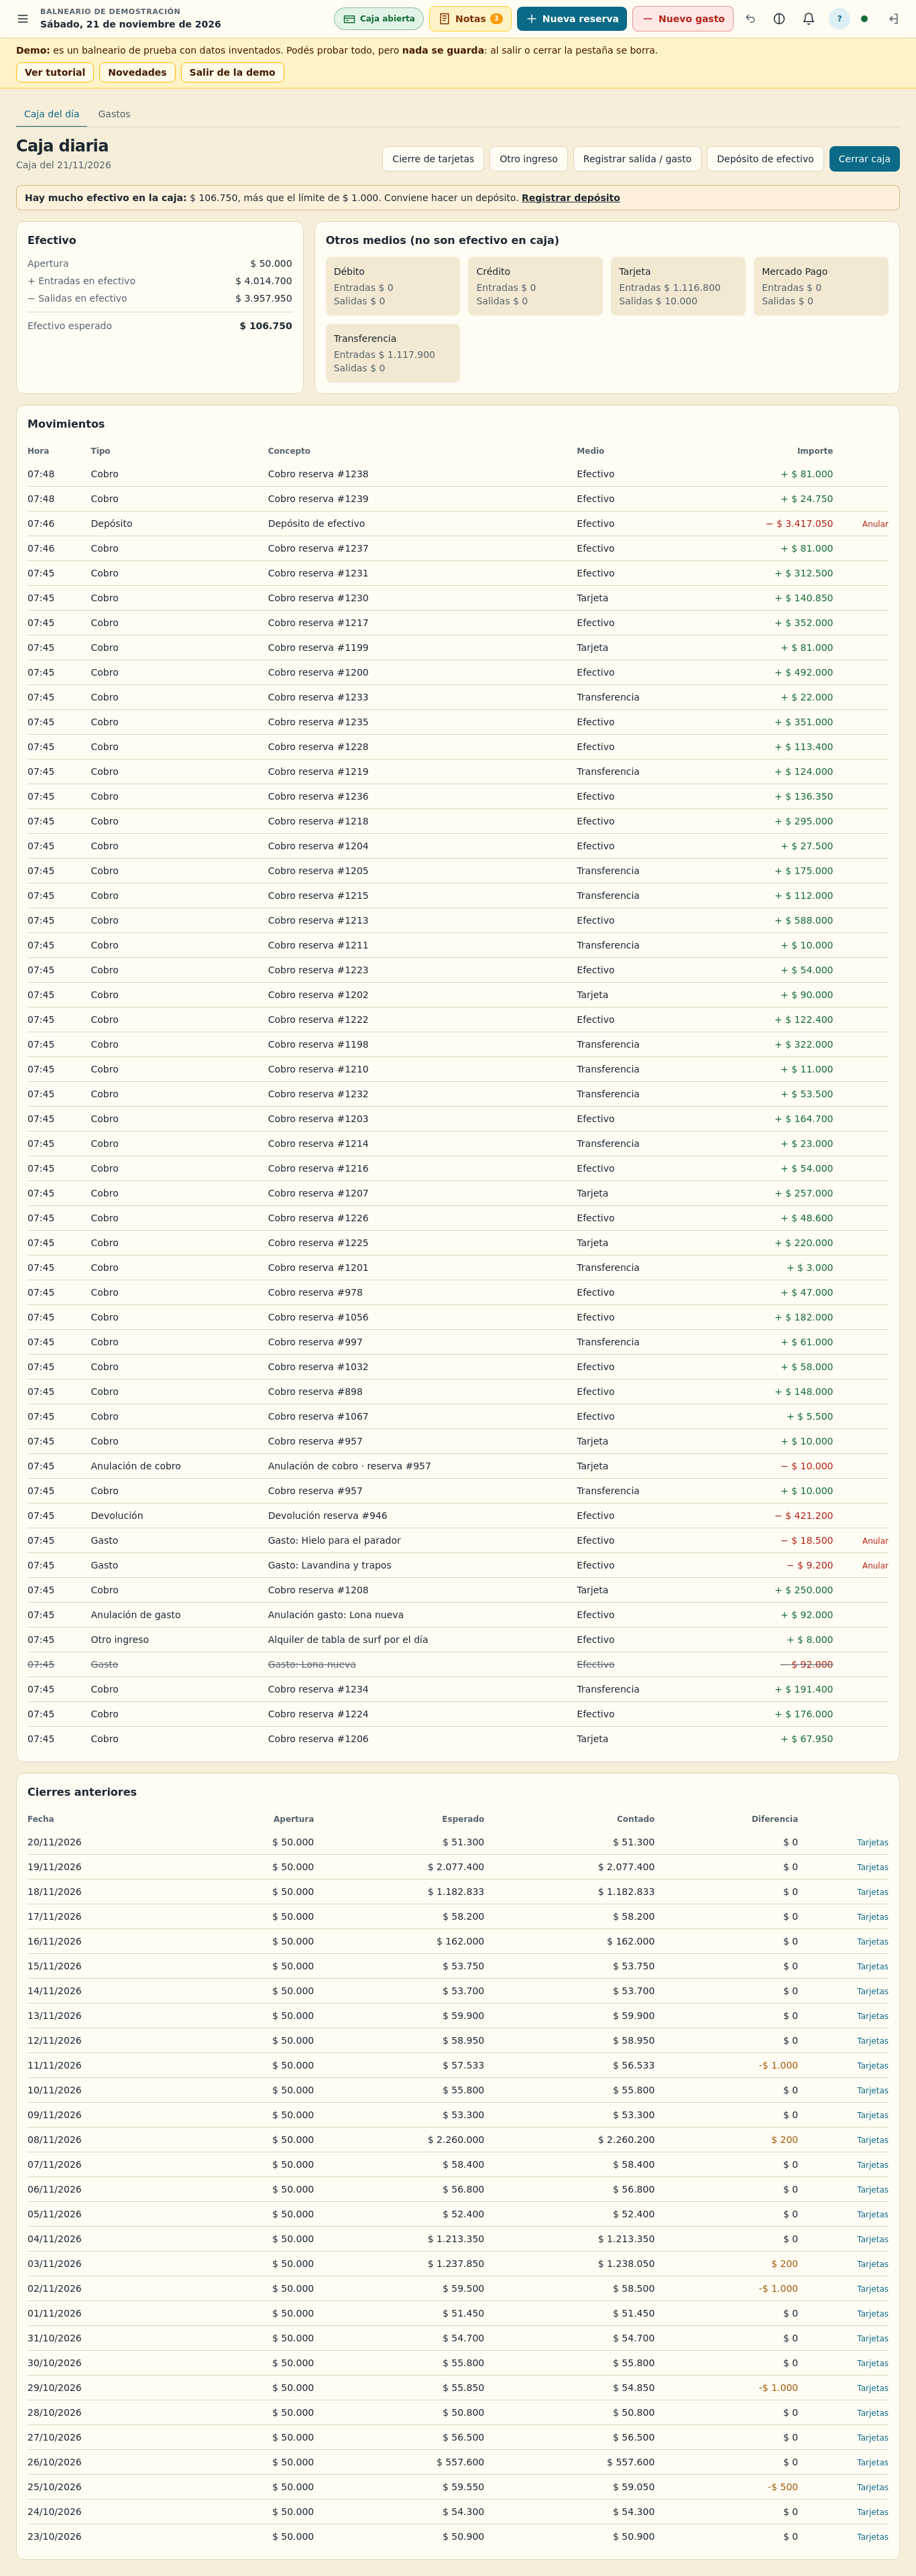 BALNEARIO DE DEMOSTRACIÓN
Sábado, 21 de noviembre de 2026
Caja abierta
Notas 3
+ Nueva reserva
− Nuevo gasto
?
Demo: es un balneario de prueba con datos inventados. Podés probar todo, pero nada se guarda: al salir o cerrar la pestaña se borra.
Ver tutorial Novedades Salir de la demo
Caja del día Gastos
Caja diaria
Caja del 21/11/2026
Cierre de tarjetas Otro ingreso Registrar salida / gasto Depósito de efectivo Cerrar caja
Hay mucho efectivo en la caja: $ 106.750, más que el límite de $ 1.000. Conviene hacer un depósito. Registrar depósito
Efectivo
Apertura $ 50.000
+ Entradas en efectivo $ 4.014.700
− Salidas en efectivo $ 3.957.950
Efectivo esperado $ 106.750
Otros medios (no son efectivo en caja)
Débito
Entradas $ 0
Salidas $ 0
Crédito
Entradas $ 0
Salidas $ 0
Tarjeta
Entradas $ 1.116.800
Salidas $ 10.000
Mercado Pago
Entradas $ 0
Salidas $ 0
Transferencia
Entradas $ 1.117.900
Salidas $ 0
Movimientos
Hora Tipo Concepto Medio Importe
07:48 Cobro Cobro reserva #1238 Efectivo + $ 81.000
07:48 Cobro Cobro reserva #1239 Efectivo + $ 24.750
07:46 Depósito Depósito de efectivo Efectivo − $ 3.417.050 Anular
07:46 Cobro Cobro reserva #1237 Efectivo + $ 81.000
07:45 Cobro Cobro reserva #1231 Efectivo + $ 312.500
07:45 Cobro Cobro reserva #1230 Tarjeta + $ 140.850
07:45 Cobro Cobro reserva #1217 Efectivo + $ 352.000
07:45 Cobro Cobro reserva #1199 Tarjeta + $ 81.000
07:45 Cobro Cobro reserva #1200 Efectivo + $ 492.000
07:45 Cobro Cobro reserva #1233 Transferencia + $ 22.000
07:45 Cobro Cobro reserva #1235 Efectivo + $ 351.000
07:45 Cobro Cobro reserva #1228 Efectivo + $ 113.400
07:45 Cobro Cobro reserva #1219 Transferencia + $ 124.000
07:45 Cobro Cobro reserva #1236 Efectivo + $ 136.350
07:45 Cobro Cobro reserva #1218 Efectivo + $ 295.000
07:45 Cobro Cobro reserva #1204 Efectivo + $ 27.500
07:45 Cobro Cobro reserva #1205 Transferencia + $ 175.000
07:45 Cobro Cobro reserva #1215 Transferencia + $ 112.000
07:45 Cobro Cobro reserva #1213 Efectivo + $ 588.000
07:45 Cobro Cobro reserva #1211 Transferencia + $ 10.000
07:45 Cobro Cobro reserva #1223 Efectivo + $ 54.000
07:45 Cobro Cobro reserva #1202 Tarjeta + $ 90.000
07:45 Cobro Cobro reserva #1222 Efectivo + $ 122.400
07:45 Cobro Cobro reserva #1198 Transferencia + $ 322.000
07:45 Cobro Cobro reserva #1210 Transferencia + $ 11.000
07:45 Cobro Cobro reserva #1232 Transferencia + $ 53.500
07:45 Cobro Cobro reserva #1203 Efectivo + $ 164.700
07:45 Cobro Cobro reserva #1214 Transferencia + $ 23.000
07:45 Cobro Cobro reserva #1216 Efectivo + $ 54.000
07:45 Cobro Cobro reserva #1207 Tarjeta + $ 257.000
07:45 Cobro Cobro reserva #1226 Efectivo + $ 48.600
07:45 Cobro Cobro reserva #1225 Tarjeta + $ 220.000
07:45 Cobro Cobro reserva #1201 Transferencia + $ 3.000
07:45 Cobro Cobro reserva #978 Efectivo + $ 47.000
07:45 Cobro Cobro reserva #1056 Efectivo + $ 182.000
07:45 Cobro Cobro reserva #997 Transferencia + $ 61.000
07:45 Cobro Cobro reserva #1032 Efectivo + $ 58.000
07:45 Cobro Cobro reserva #898 Efectivo + $ 148.000
07:45 Cobro Cobro reserva #1067 Efectivo + $ 5.500
07:45 Cobro Cobro reserva #957 Tarjeta + $ 10.000
07:45 Anulación de cobro Anulación de cobro · reserva #957 Tarjeta − $ 10.000
07:45 Cobro Cobro reserva #957 Transferencia + $ 10.000
07:45 Devolución Devolución reserva #946 Efectivo − $ 421.200
07:45 Gasto Gasto: Hielo para el parador Efectivo − $ 18.500 Anular
07:45 Gasto Gasto: Lavandina y trapos Efectivo − $ 9.200 Anular
07:45 Cobro Cobro reserva #1208 Tarjeta + $ 250.000
07:45 Anulación de gasto Anulación gasto: Lona nueva Efectivo + $ 92.000
07:45 Otro ingreso Alquiler de tabla de surf por el día Efectivo + $ 8.000
07:45 Gasto Gasto: Lona nueva Efectivo − $ 92.000
07:45 Cobro Cobro reserva #1234 Transferencia + $ 191.400
07:45 Cobro Cobro reserva #1224 Efectivo + $ 176.000
07:45 Cobro Cobro reserva #1206 Tarjeta + $ 67.950
Cierres anteriores
Fecha Apertura Esperado Contado Diferencia
20/11/2026 $ 50.000 $ 51.300 $ 51.300 $ 0 Tarjetas
19/11/2026 $ 50.000 $ 2.077.400 $ 2.077.400 $ 0 Tarjetas
18/11/2026 $ 50.000 $ 1.182.833 $ 1.182.833 $ 0 Tarjetas
17/11/2026 $ 50.000 $ 58.200 $ 58.200 $ 0 Tarjetas
16/11/2026 $ 50.000 $ 162.000 $ 162.000 $ 0 Tarjetas
15/11/2026 $ 50.000 $ 53.750 $ 53.750 $ 0 Tarjetas
14/11/2026 $ 50.000 $ 53.700 $ 53.700 $ 0 Tarjetas
13/11/2026 $ 50.000 $ 59.900 $ 59.900 $ 0 Tarjetas
12/11/2026 $ 50.000 $ 58.950 $ 58.950 $ 0 Tarjetas
11/11/2026 $ 50.000 $ 57.533 $ 56.533 -$ 1.000 Tarjetas
10/11/2026 $ 50.000 $ 55.800 $ 55.800 $ 0 Tarjetas
09/11/2026 $ 50.000 $ 53.300 $ 53.300 $ 0 Tarjetas
08/11/2026 $ 50.000 $ 2.260.000 $ 2.260.200 $ 200 Tarjetas
07/11/2026 $ 50.000 $ 58.400 $ 58.400 $ 0 Tarjetas
06/11/2026 $ 50.000 $ 56.800 $ 56.800 $ 0 Tarjetas
05/11/2026 $ 50.000 $ 52.400 $ 52.400 $ 0 Tarjetas
04/11/2026 $ 50.000 $ 1.213.350 $ 1.213.350 $ 0 Tarjetas
03/11/2026 $ 50.000 $ 1.237.850 $ 1.238.050 $ 200 Tarjetas
02/11/2026 $ 50.000 $ 59.500 $ 58.500 -$ 1.000 Tarjetas
01/11/2026 $ 50.000 $ 51.450 $ 51.450 $ 0 Tarjetas
31/10/2026 $ 50.000 $ 54.700 $ 54.700 $ 0 Tarjetas
30/10/2026 $ 50.000 $ 55.800 $ 55.800 $ 0 Tarjetas
29/10/2026 $ 50.000 $ 55.850 $ 54.850 -$ 1.000 Tarjetas
28/10/2026 $ 50.000 $ 50.800 $ 50.800 $ 0 Tarjetas
27/10/2026 $ 50.000 $ 56.500 $ 56.500 $ 0 Tarjetas
26/10/2026 $ 50.000 $ 557.600 $ 557.600 $ 0 Tarjetas
25/10/2026 $ 50.000 $ 59.550 $ 59.050 -$ 500 Tarjetas
24/10/2026 $ 50.000 $ 54.300 $ 54.300 $ 0 Tarjetas
23/10/2026 $ 50.000 $ 50.900 $ 50.900 $ 0 Tarjetas